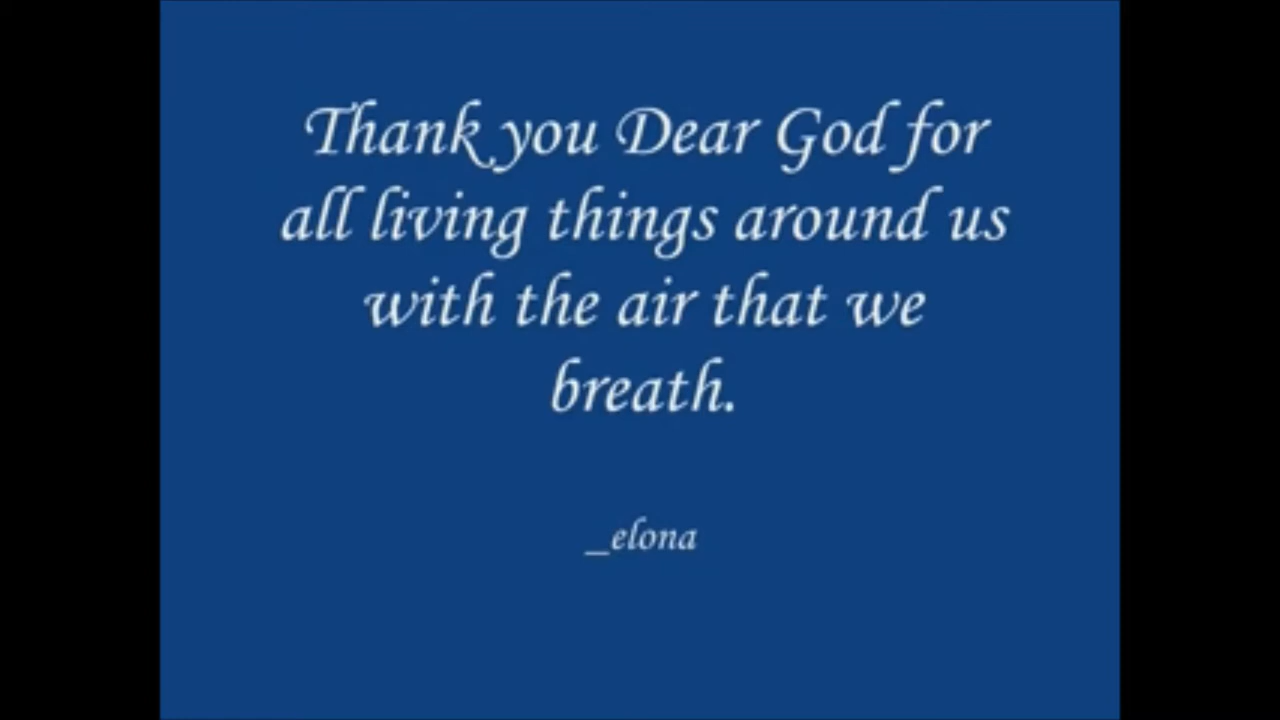 Thank you Dear God for
all living things around us
with the air that we
breath.
_elona